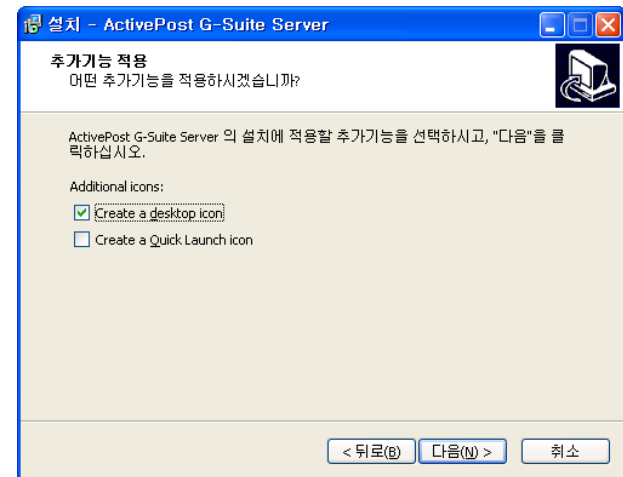 설치 - ActivePost G-Suite Server
추가기능 적용
어떤 추가기능을 적용하시겠습니까?
ActivePost G-Suite Server 의 설치에 적용할 추가기능을 선택하시고, "다음"을 클
릭하십시오.
Additional icons:
Create a desktop icon
Create a Quick Launch icon
< 뒤로(B) 다음(N) > 취소